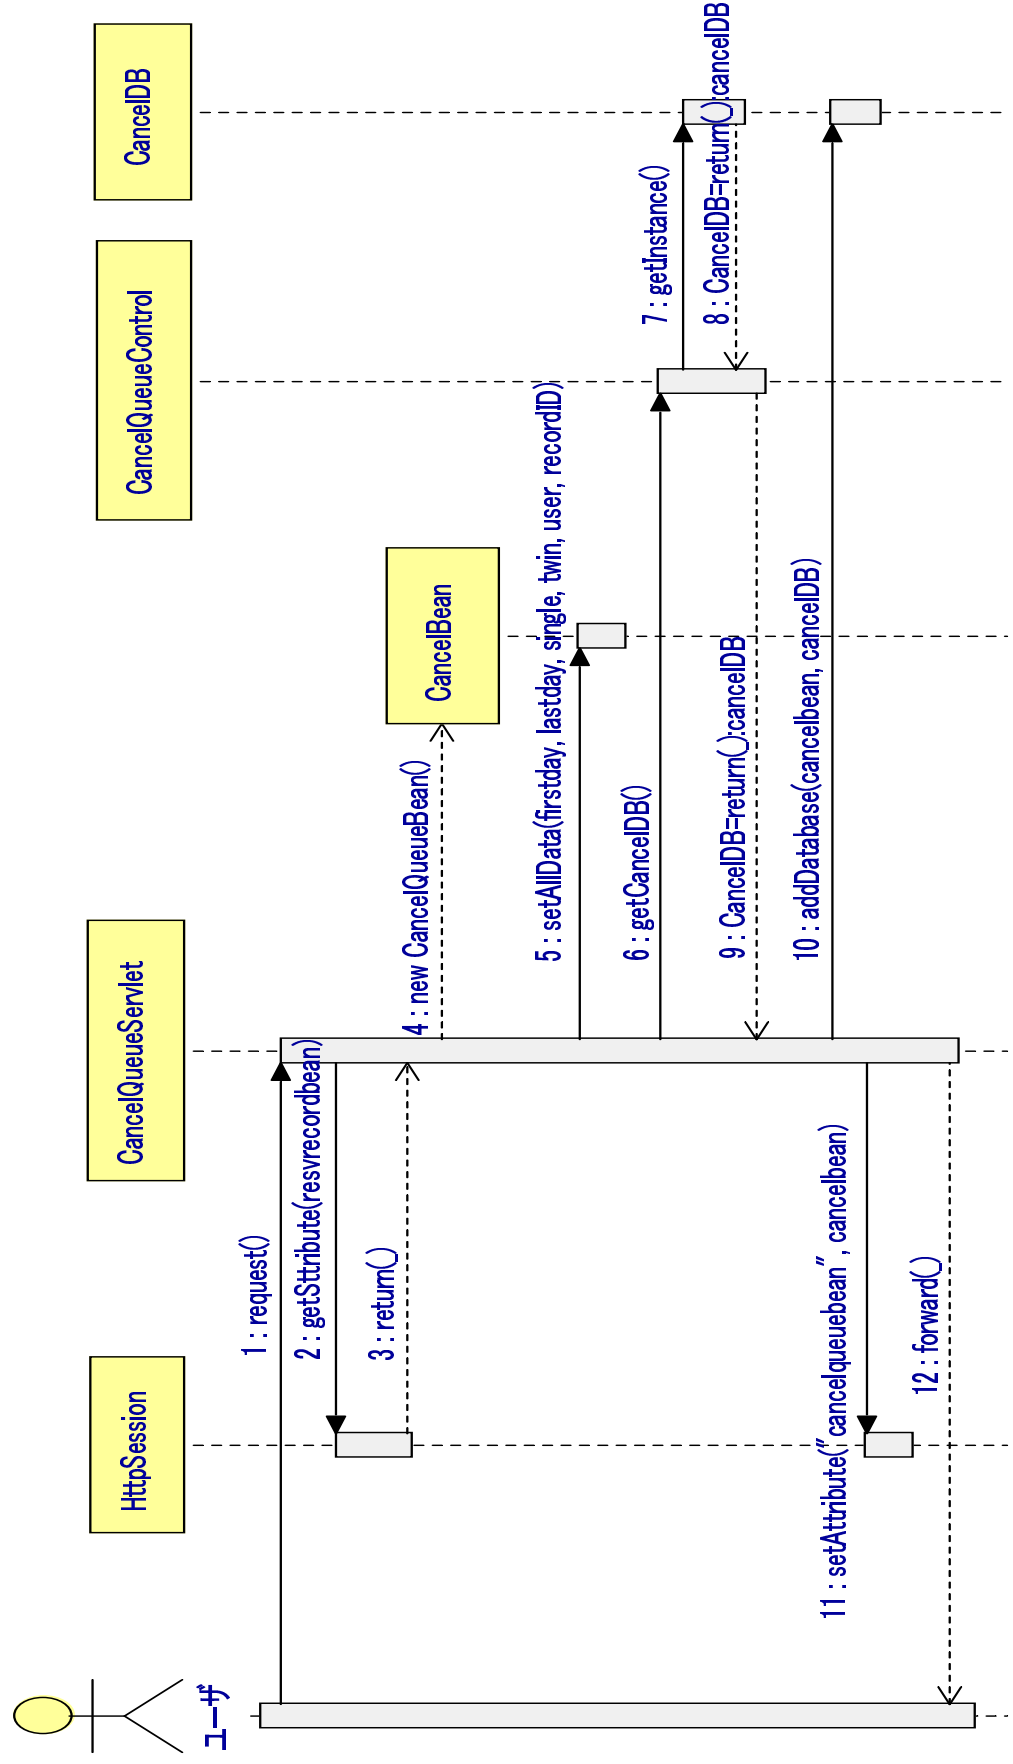 ユーザ
HttpSession
CancelQueueServlet
CancelBean
CancelQueueControl
CancelDB
1 : request()
2 : getSttribute(resvrecordbean)
3 : return()
4 : new CancelQueueBean()
5 : setAllData(firstday, lastday, single, twin, user, recordID)
6 : getCancelDB()
7 : getInstance()
8 : CancelDB=return():cancelDB
9 : CancelDB=return():cancelDB
10 : addDatabase(cancelbean, cancelDB)
11 : setAttribute(”cancelqueuebean”, cancelbean)
12 : forward()